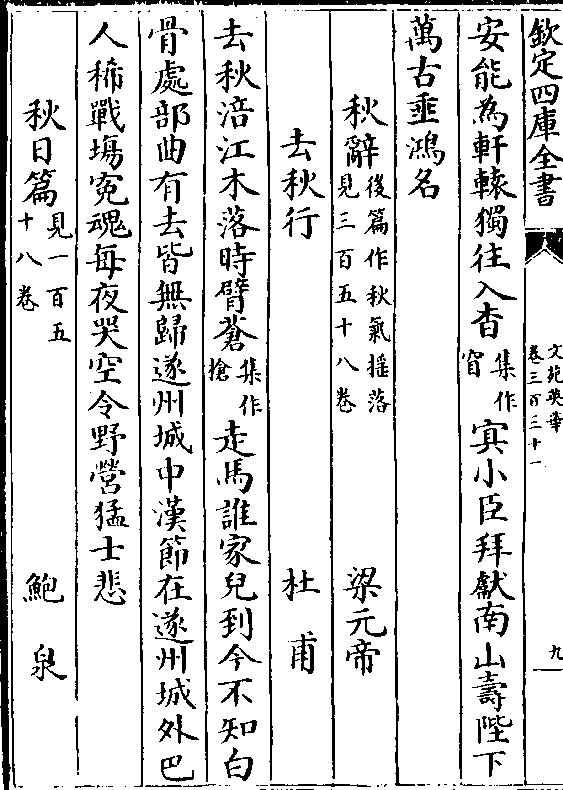 欽定四庫全書
文苑英華
卷三百三十一
九
安能為軒轅獨往入杳集作窅㝠小臣拜獻南山壽陛下
萬古垂鴻名
秋辭後篇作秋氣摇落見三百五十八卷 梁元帝
去秋行 杜甫
去秋涪江木落時臂蒼集作槍走馬誰家兒到今不知白
骨處部曲有去皆無歸遂州城中漢節在遂州城外巴
人稀戰塲冤魂每夜哭空令野營猛士悲
秋日篇見一百五十八卷 鮑泉